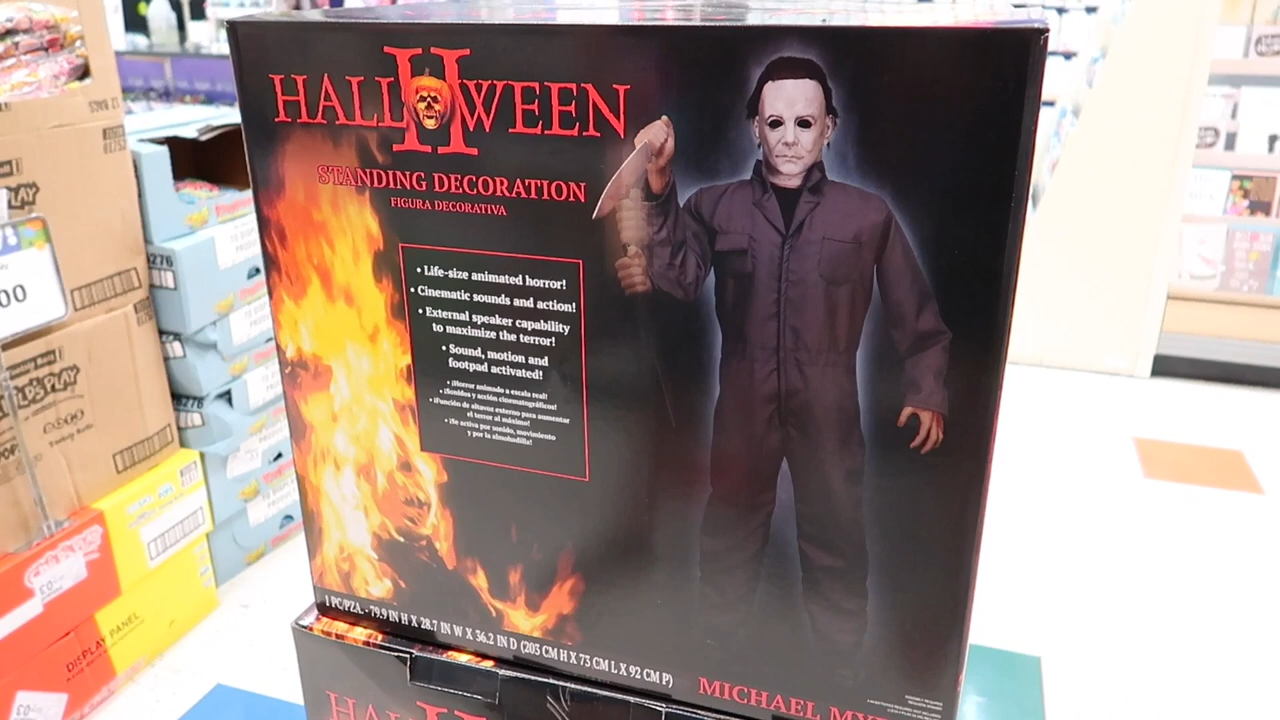 HALLOWEEN
II
STANDING DECORATION
FIGURA DECORATIVA
• Life-size animated horror!
• Cinematic sounds and action!
• External speaker capability
to maximize the terror!
• Sound, motion and
footpad activated!
• ¡Horror animado a escala real!
• ¡Sonidos y acción cinematográficos!
• ¡Función de altavoz externo para aumentar
el terror al máximo!
• ¡Se activa por sonido, movimiento
y por la almohadilla!
1 PC/PZA. - 79.9 IN H X 28.7 IN W X 36.2 IN D (203 CM H X 73 CM L X 92 CM P)
MICHAEL
DISPLAY PANEL
00